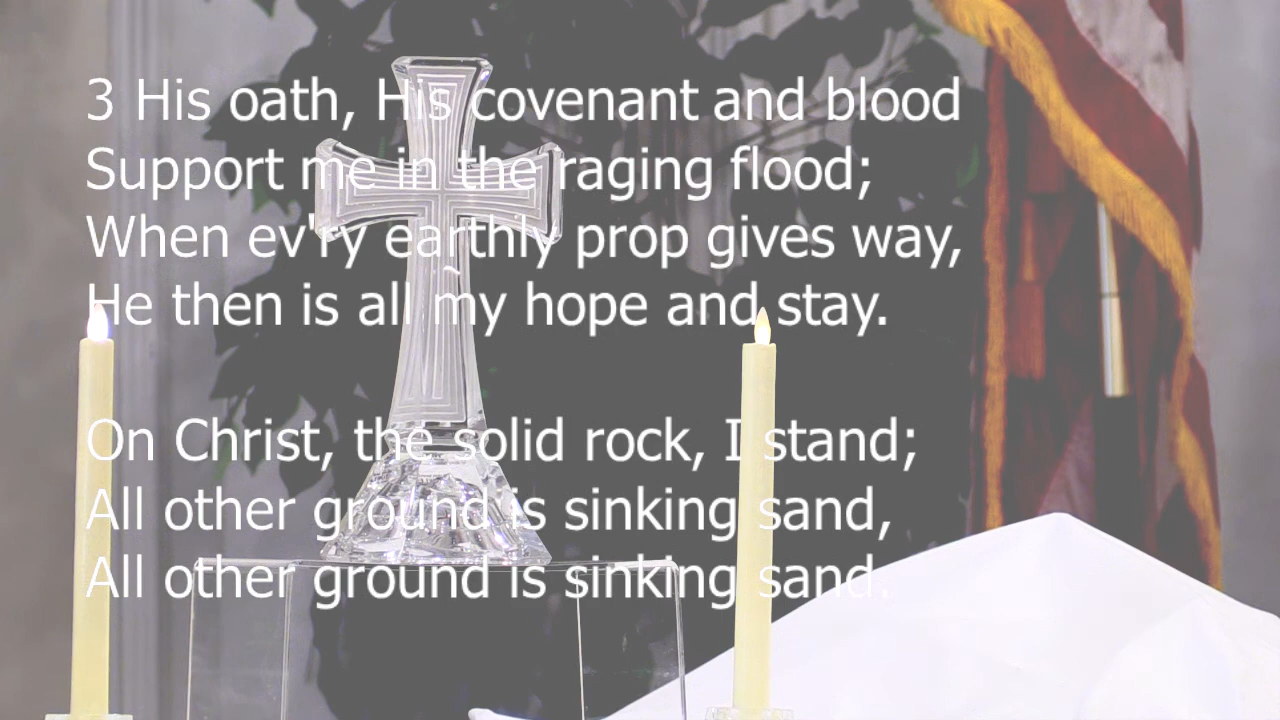 3 His oath, His covenant and blood
Support me in the raging flood;
When ev'ry earthly prop gives way,
He then is all my hope and stay.

On Christ, the solid rock, I stand;
All other ground is sinking sand,
All other ground is sinking sand.